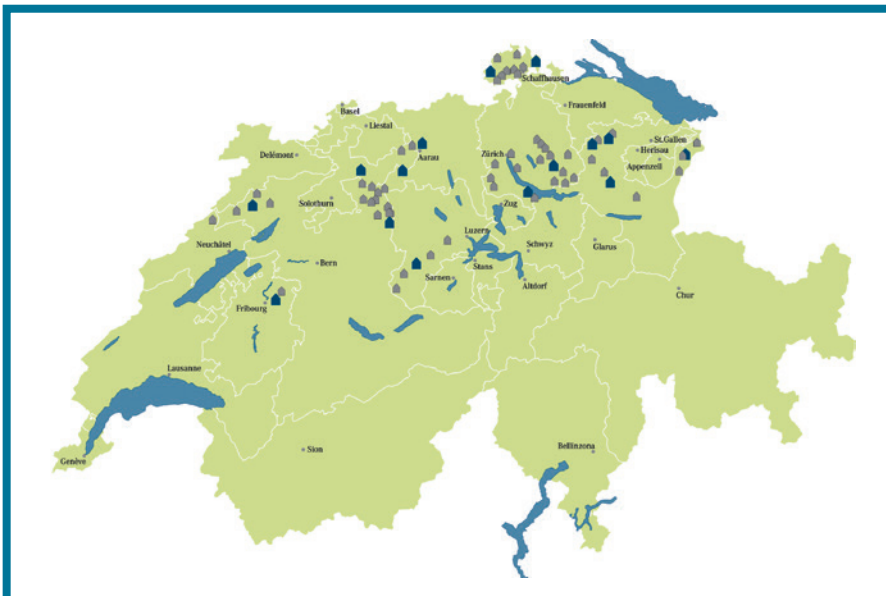 Schaffhausen
Basel
Frauenfeld
Liestal
St.Gallen
Herisau
Delémont
Aarau
Zürich
Appenzell
Solothurn
Zug
Luzern
Neuchâtel
Schwyz
Glarus
Bern
Stans
Sarnen
Altdorf
Chur
Fribourg
Lausanne
Bellinzona
Sion
Genève